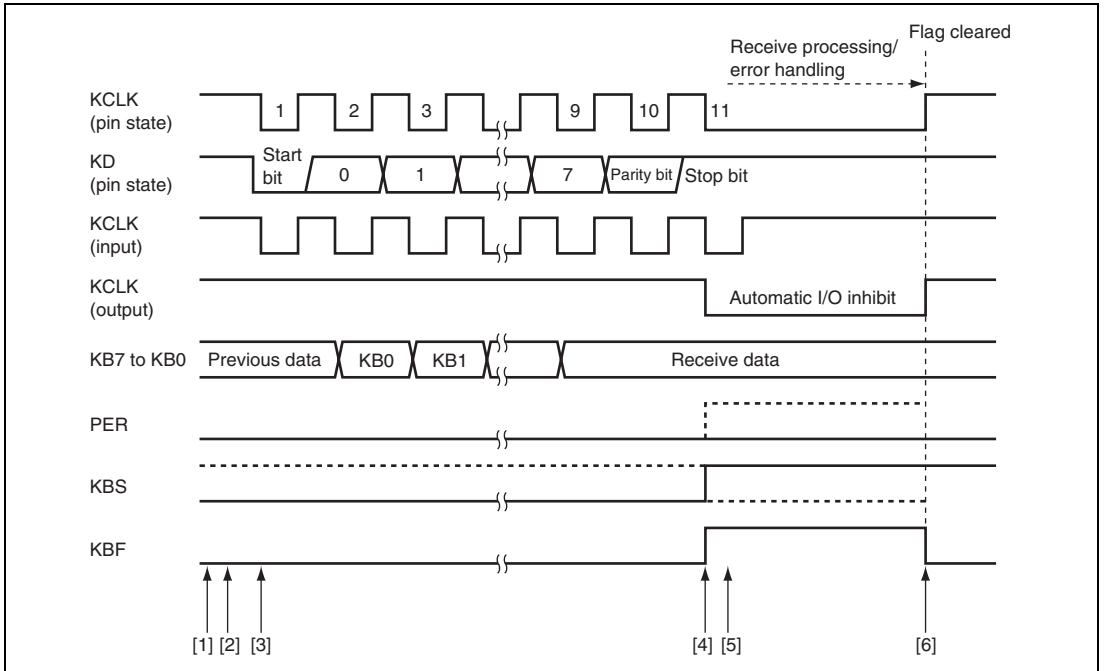 Flag cleared
Receive processing/
error handling
KCLK
(pin state)
1 2 3 9 10 11
KD
(pin state)
Start
bit
0 1 7 Parity bit Stop bit
KCLK
(input)
KCLK
(output)
Automatic I/O inhibit
KB7 to KB0 Previous data KB0 KB1 Receive data
PER
KBS
KBF
[1] [2] [3] [4] [5] [6]